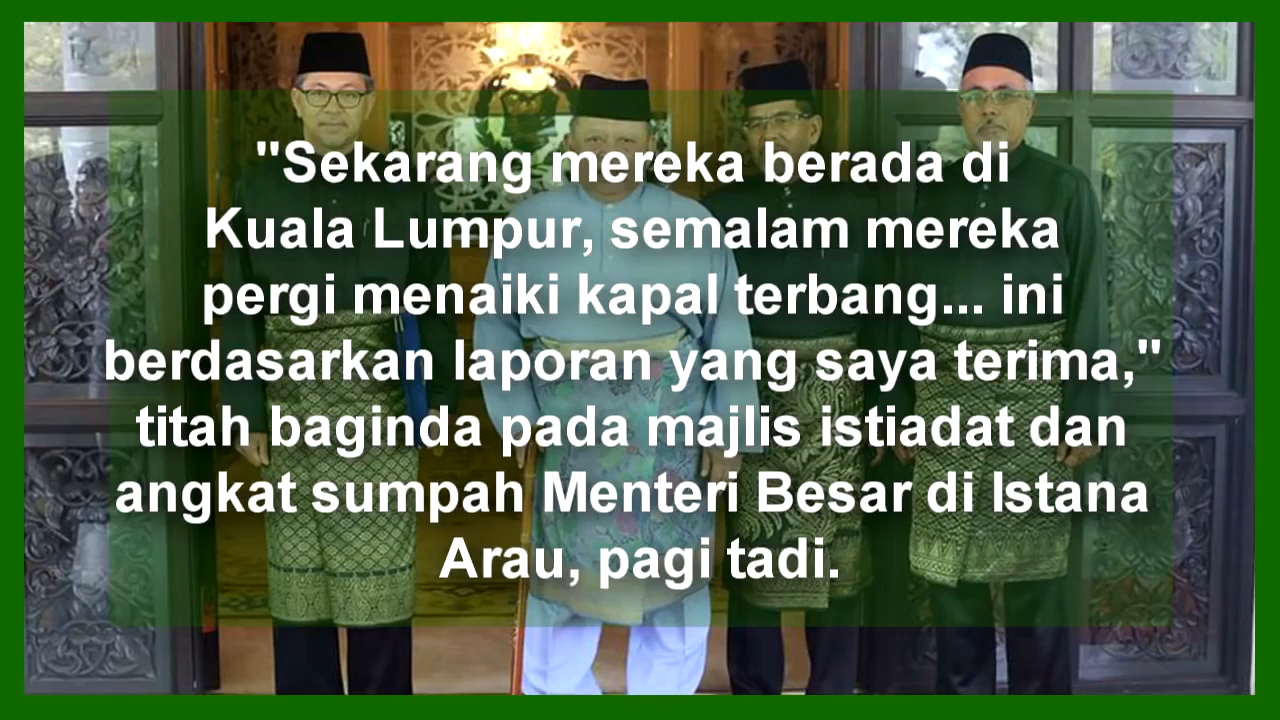 "Sekarang mereka berada di
Kuala Lumpur, semalam mereka
pergi menaiki kapal terbang... ini
berdasarkan laporan yang saya terima,"
titah baginda pada majlis istiadat dan
angkat sumpah Menteri Besar di Istana
Arau, pagi tadi.